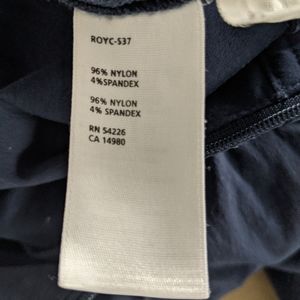 ROYC-S37
96% NYLON
4%SPANDEX
96% NYLON
4% SPANDEX
RN 54226
CA 14980